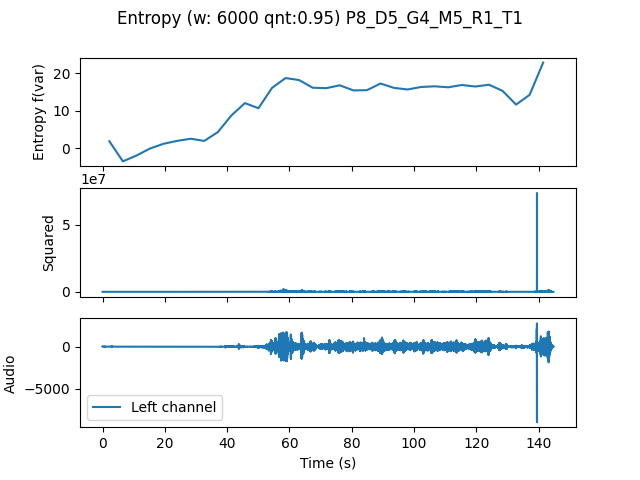 Entropy (w: 6000 qnt:0.95) P8_D5_G4_M5_R1_T1
20
10
0
Entropy f(var)
1e7
5
0
Squared
0
−5000
Audio
Left channel
0 20 40 60 80 100 120 140
Time (s)